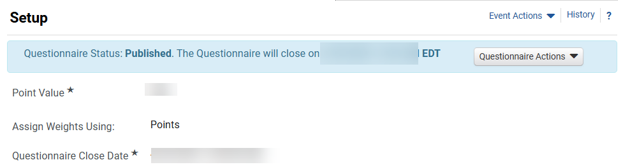 Setup
Event Actions History ?
Questionnaire Status: Published. The Questionnaire will close on EDT
Questionnaire Actions
Point Value ★
Assign Weights Using: Points
Questionnaire Close Date ★